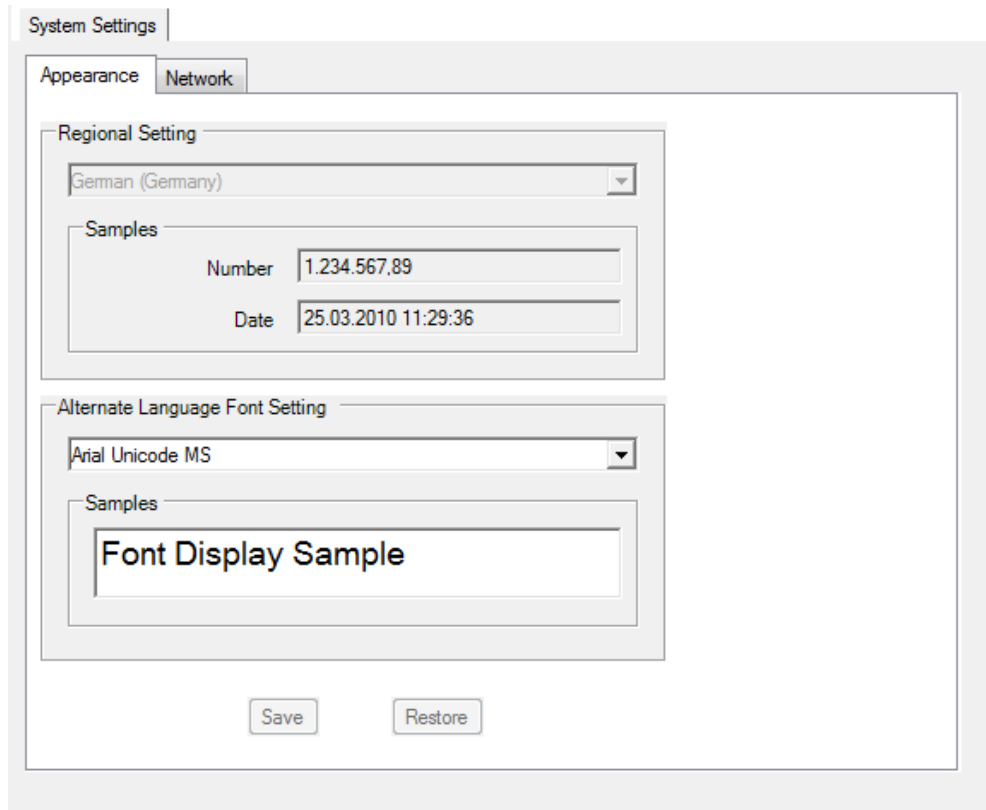 System Settings
Appearance
Network
Regional Setting
German (Germany)
Samples
Number
1.234.567,89
Date
25.03.2010 11:29:36
Alternate Language Font Setting
Arial Unicode MS
Samples
Font Display Sample
Save
Restore